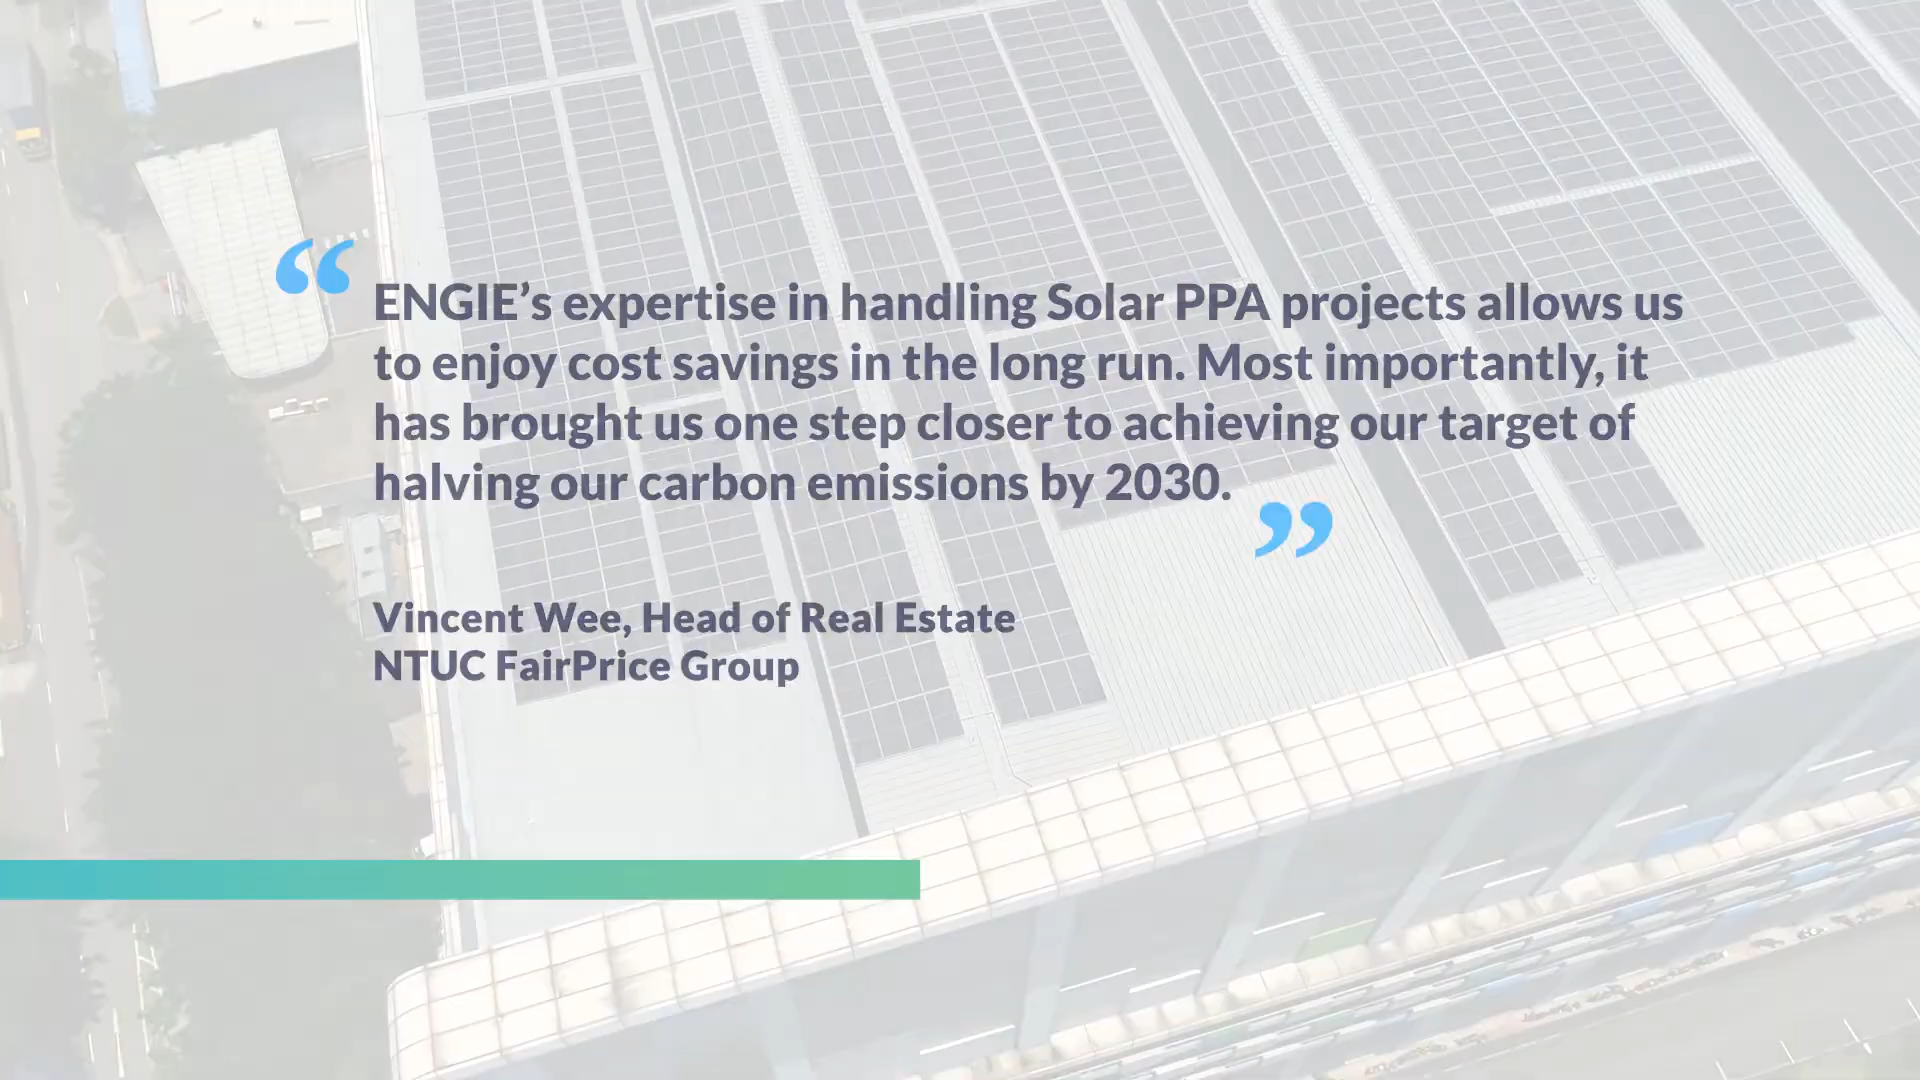 “ENGIE’s expertise in handling Solar PPA projects allows us
to enjoy cost savings in the long run. Most importantly, it
has brought us one step closer to achieving our target of
halving our carbon emissions by 2030.”
Vincent Wee, Head of Real Estate
NTUC FairPrice Group